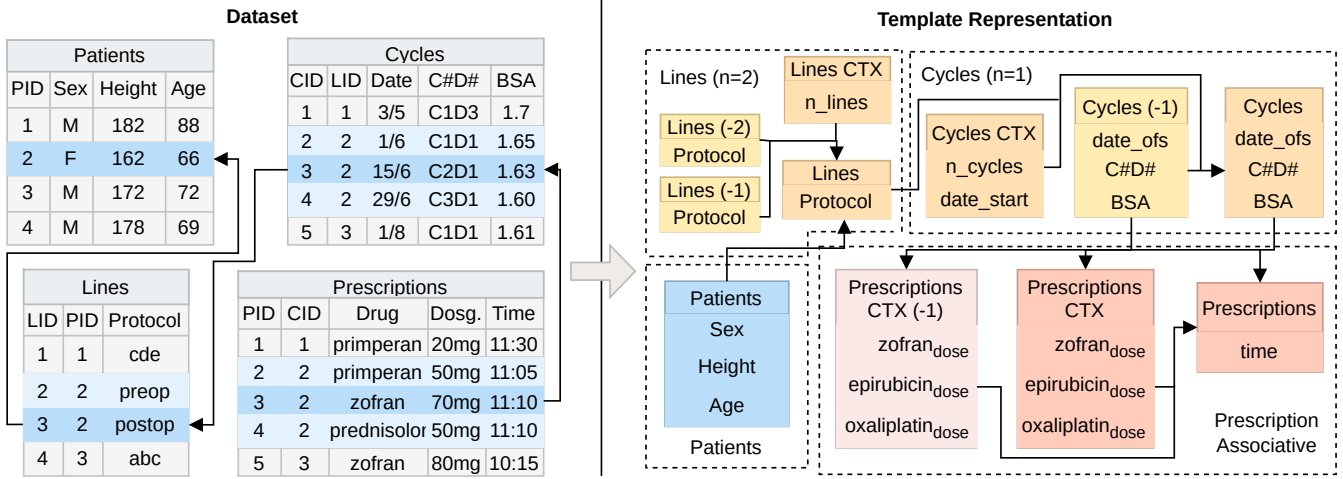 Dataset
Patients
PID Sex Height Age
1 M 182 88
2 F 162 66
3 M 172 72
4 M 178 69
Cycles
CID LID Date C#D# BSA
1 1 3/5 C1D3 1.7
2 2 1/6 C1D1 1.65
3 2 15/6 C2D1 1.63
4 2 29/6 C3D1 1.60
5 3 1/8 C1D1 1.61
Lines
LID PID Protocol
1 1 cde
2 2 preop
3 2 postop
4 3 abc
Prescriptions
PID CID Drug Dosg. Time
1 1 primperan 20mg 11:30
2 2 primperan 50mg 11:05
3 2 zofran 70mg 11:10
4 2 prednisolor 50mg 11:10
5 3 zofran 80mg 10:15
Template Representation
Lines (n=2)
Lines CTX
n_lines
Lines (-2)
Protocol
Lines (-1)
Protocol
Lines
Protocol
Cycles (n=1)
Cycles CTX
n_cycles
date_start
Cycles (-1)
date_ofs
C#D#
BSA
Cycles
date_ofs
C#D#
BSA
Patients
Sex
Height
Age
Patients
Prescriptions
CTX (-1)
zofrandose
epirubicindose
oxaliplatindose
Prescriptions
CTX
zofrandose
epirubicindose
oxaliplatindose
Prescriptions
time
Prescription
Associative